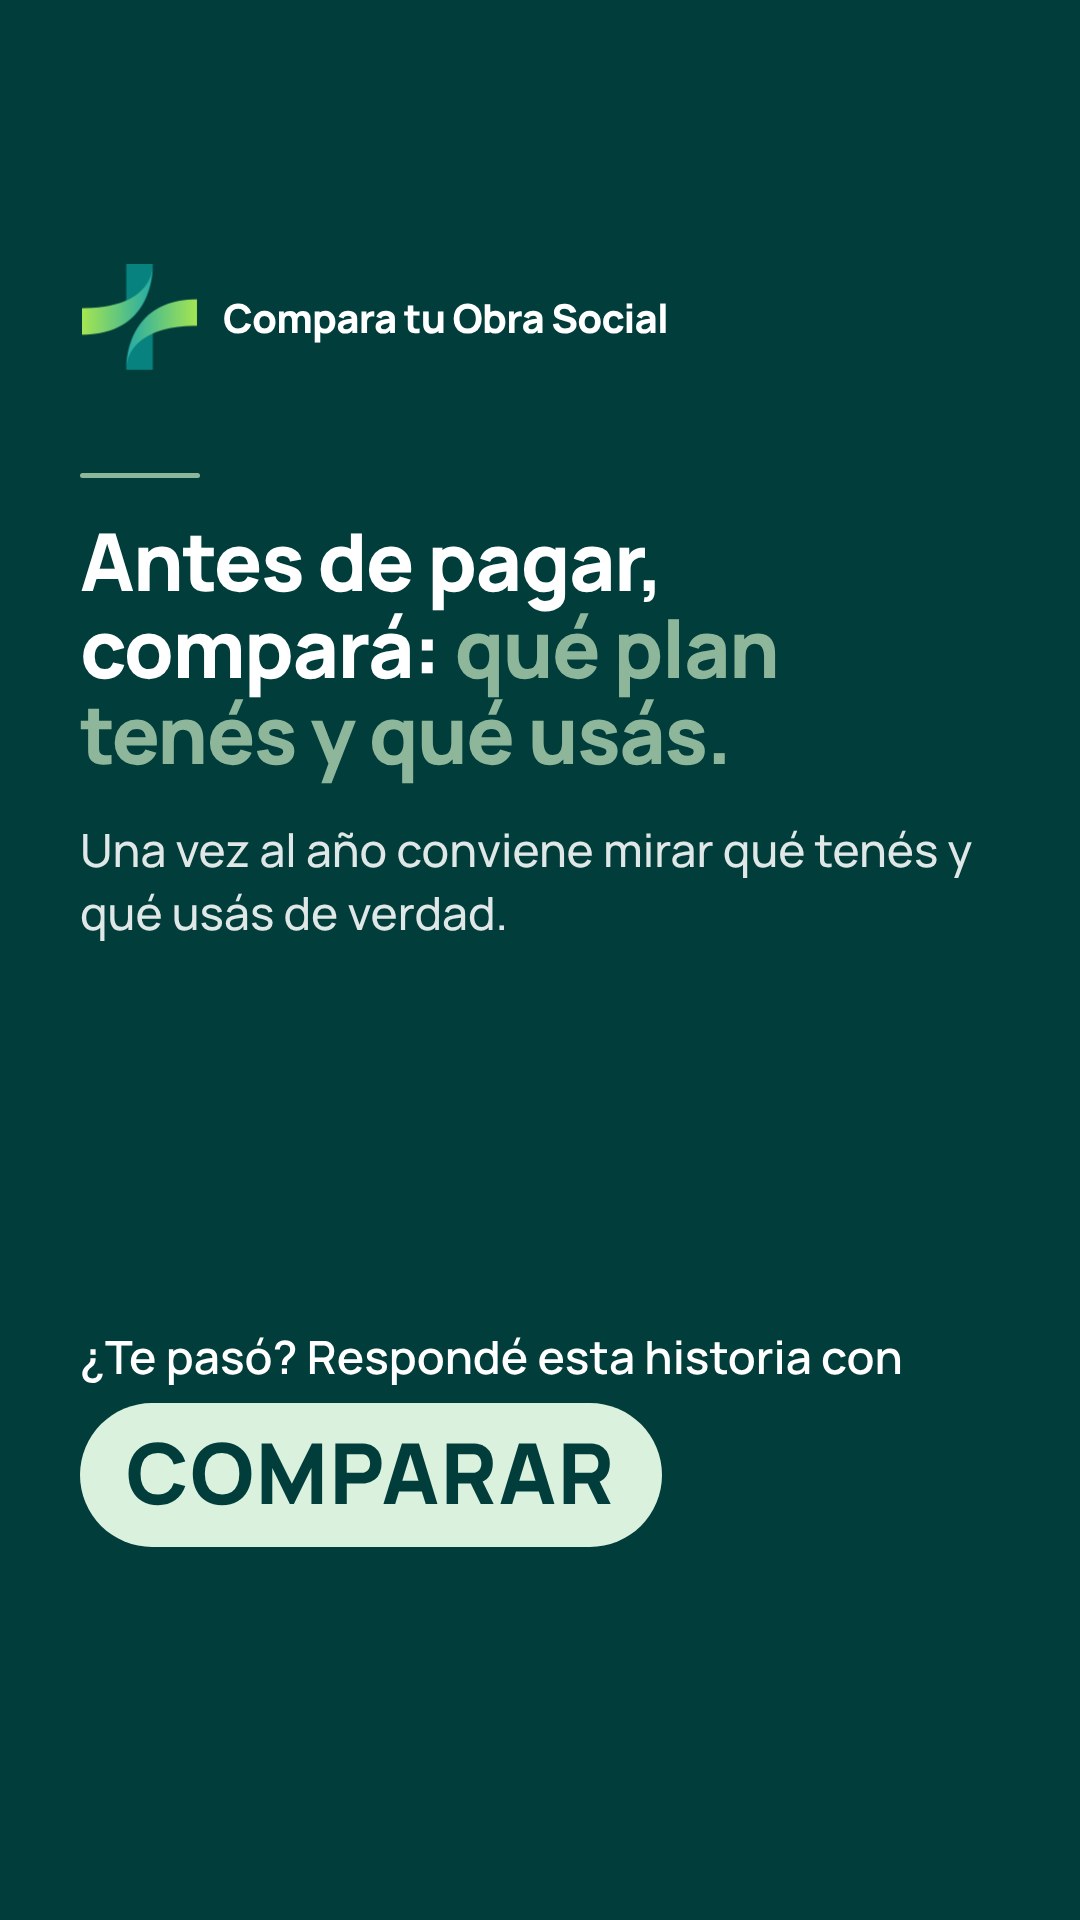 Compara tu Obra Social
Antes de pagar,
compará: qué plan
tenés y qué usás.
Una vez al año conviene mirar qué tenés y
qué usás de verdad.
¿Te pasó? Respondé esta historia con
COMPARAR